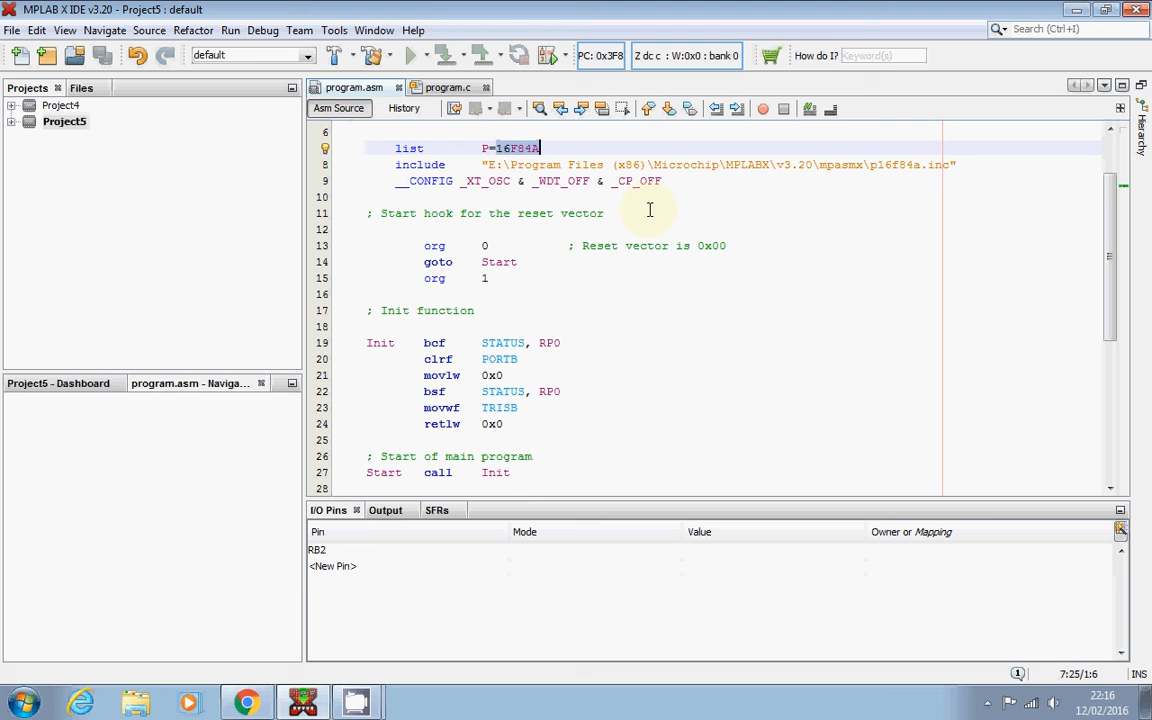 MPLAB X IDE v3.20 - Project5 : default
File Edit View Navigate Source Refactor Run Debug Team Tools Window Help
Search (Ctrl+I)
default
PC: 0x3F8
Z dc c : W:0x0 : bank 0
How do I? Keyword(s)
Projects Files
Project4
Project5
program.asm program.c
Asm Source History
6
7 list P=16F84A
8 include "E:\Program Files (x86)\Microchip\MPLABX\v3.20\mpasmx\p16f84a.inc"
9 __CONFIG _XT_OSC & _WDT_OFF & _CP_OFF
10
11 ; Start hook for the reset vector
12
13 org 0 ; Reset vector is 0x00
14 goto Start
15 org 1
16
17 ; Init function
18
19 Init bcf STATUS, RP0
20 clrf PORTB
21 movlw 0x0
22 bsf STATUS, RP0
23 movwf TRISB
24 retlw 0x0
25
26 ; Start of main program
27 Start call Init
28
Hierarchy
Project5 - Dashboard program.asm - Naviga...
I/O Pins Output SFRs
Pin Mode Value Owner or Mapping
RB2
<New Pin>
7:25/1:6 INS
22:16
12/02/2016